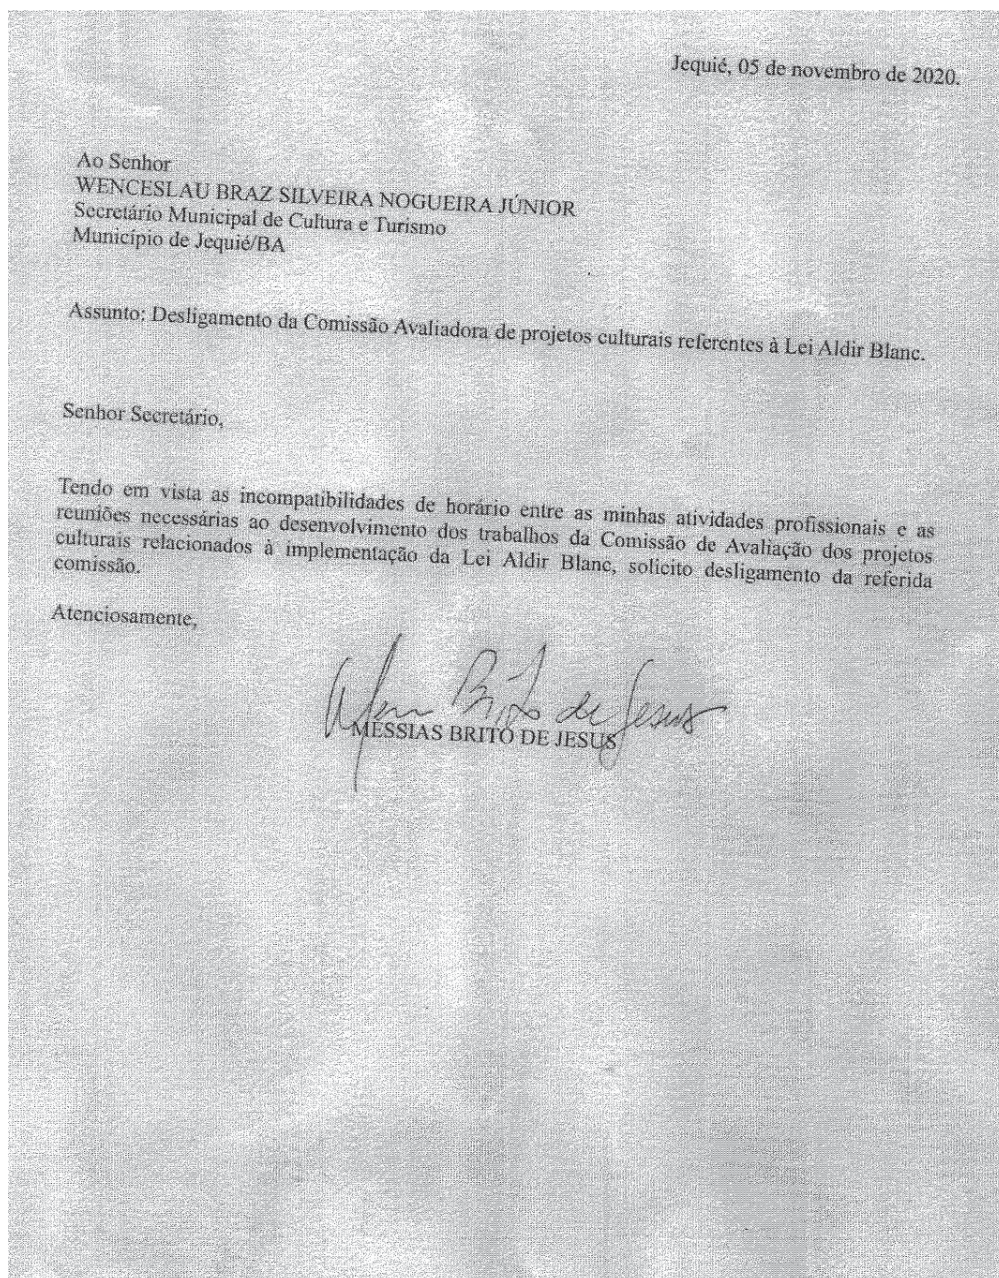 Jequié, 05 de novembro de 2020.
Ao Senhor
WENCESLAU BRAZ SILVEIRA NOGUEIRA JÚNIOR
Secretário Municipal de Cultura e Turismo
Município de Jequié/BA
Assunto: Desligamento da Comissão Avaliadora de projetos culturais referentes à Lei Aldir Blanc.
Senhor Secretário,
Tendo em vista as incompatibilidades de horário entre as minhas atividades profissionais e as
reuniões necessárias ao desenvolvimento dos trabalhos da Comissão de Avaliação dos projetos
culturais relacionados à implementação da Lei Aldir Blanc, solicito desligamento da referida
comissão.
Atenciosamente,
Brito de Jesus
MESSIAS BRITO DE JESUS